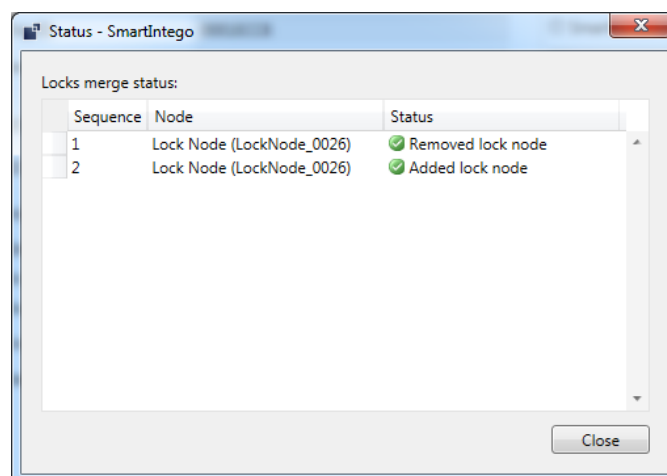 Status - SmartIntego
Locks merge status:
Sequence Node Status
1 Lock Node (LockNode_0026) Removed lock node
2 Lock Node (LockNode_0026) Added lock node
Close